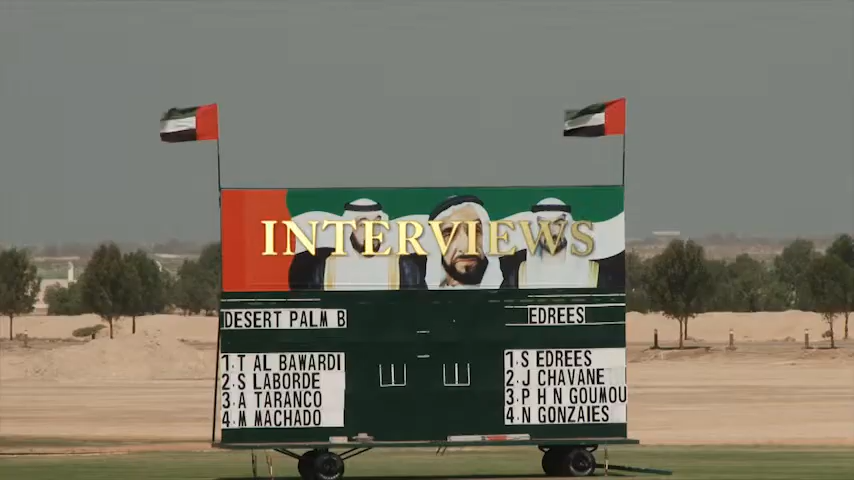 INTERVIEWS
DESERT PALM B
EDREES
1. T AL BAWARDI
2. S LABORDE
3. A TARANCO
4. M MACHADO
1. S EDREES
2. J CHAVANE
3. P H N GOUMOU
4. N GONZAIES